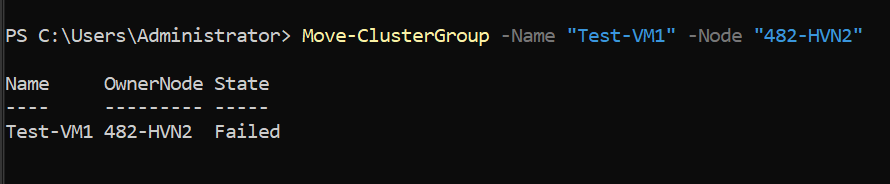 PS C:\Users\Administrator> Move-ClusterGroup -Name "Test-VM1" -Node "482-HVN2"
Name     OwnerNode State
----     --------- -----
Test-VM1 482-HVN2  Failed